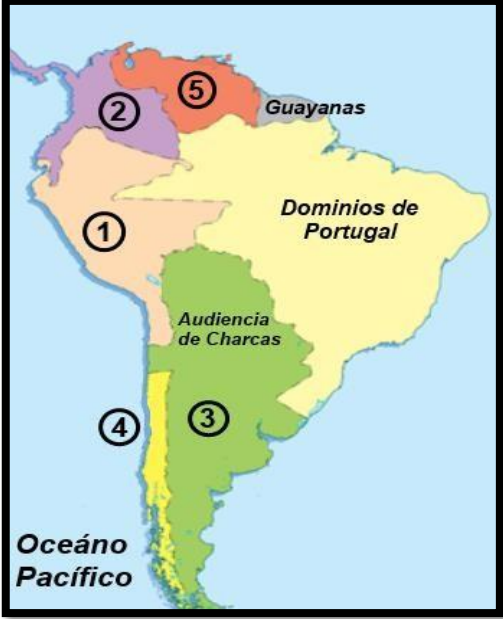 5
2
Guayanas
Dominios de
Portugal
1
Audiencia
de Charcas
4
3
Oceáno
Pacífico